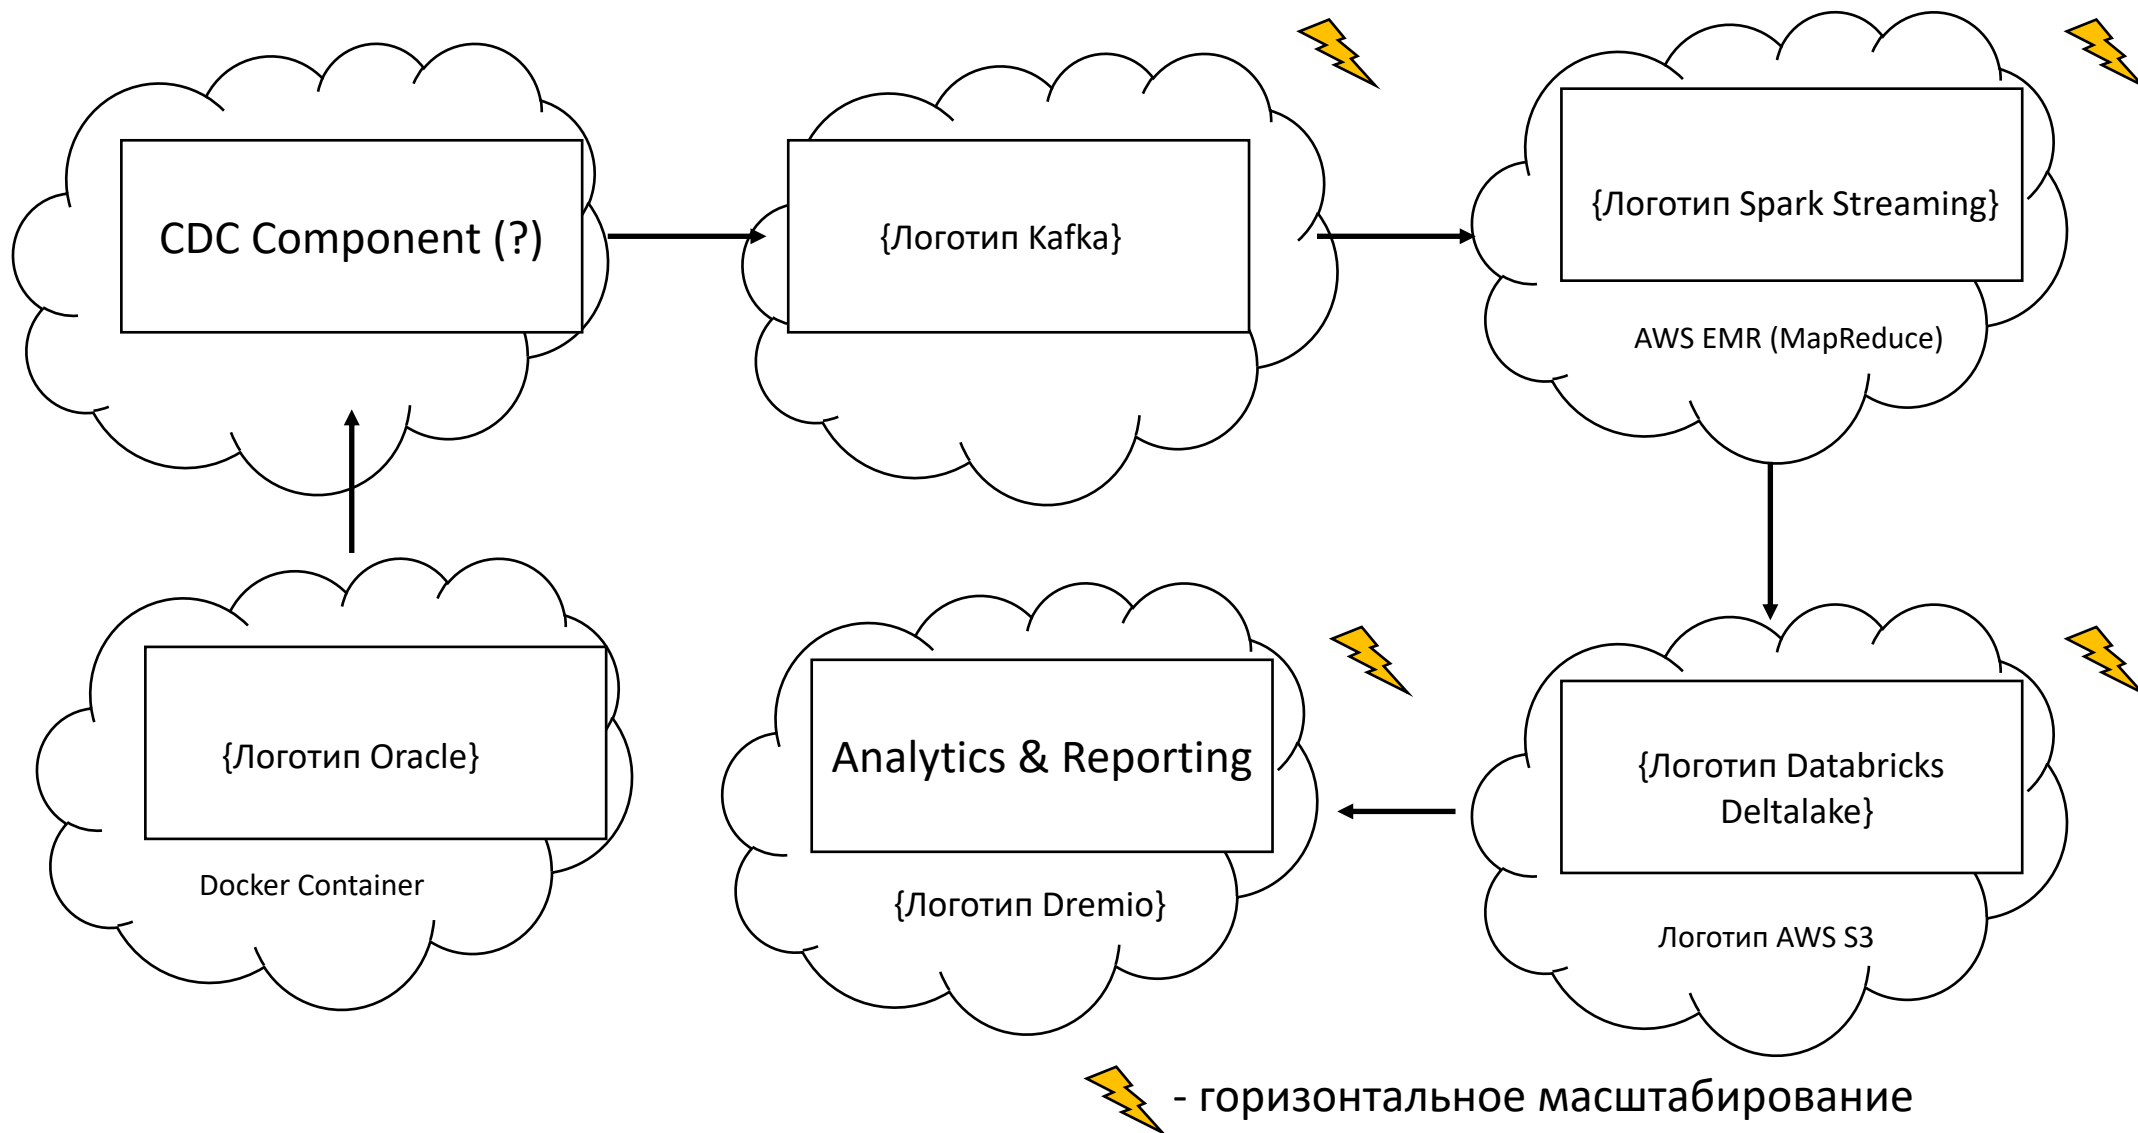 CDC Component (?)
{Логотип Kafka}
{Логотип Spark Streaming}
AWS EMR (MapReduce)
{Логотип Oracle}
Docker Container
Analytics & Reporting
{Логотип Dremio}
{Логотип Databricks
Deltalake}
Логотип AWS S3
- горизонтальное масштабирование